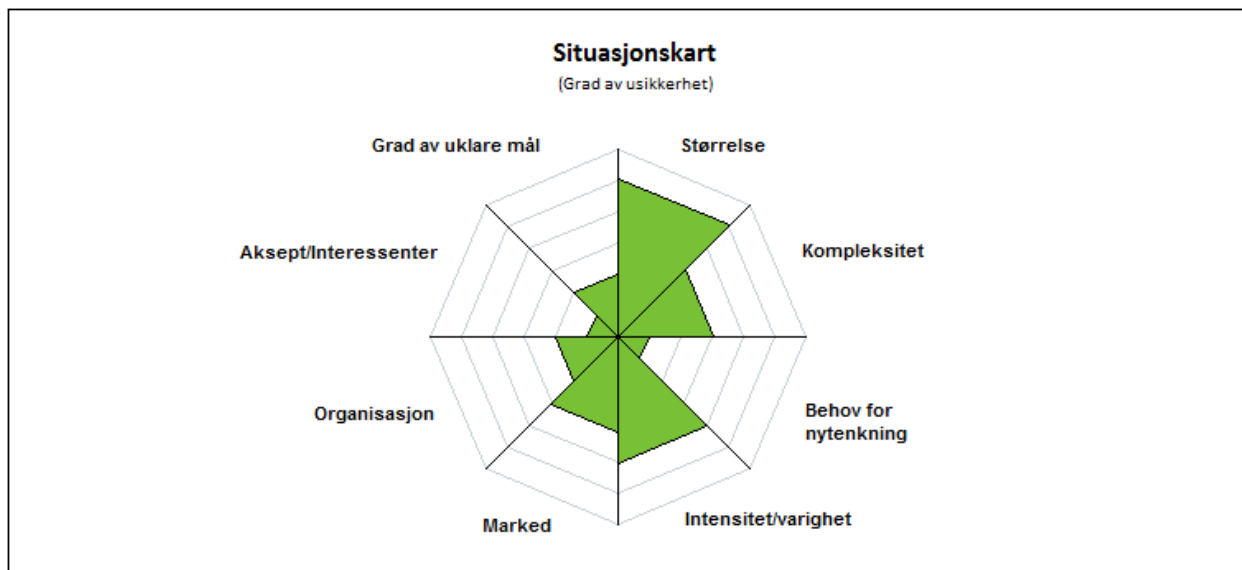 Situasjonskart
(Grad av usikkerhet)
Grad av uklare mål
Størrelse
Aksept/Interessenter
Kompleksitet
Organisasjon
Behov for
nytenkning
Marked
Intensitet/varighet